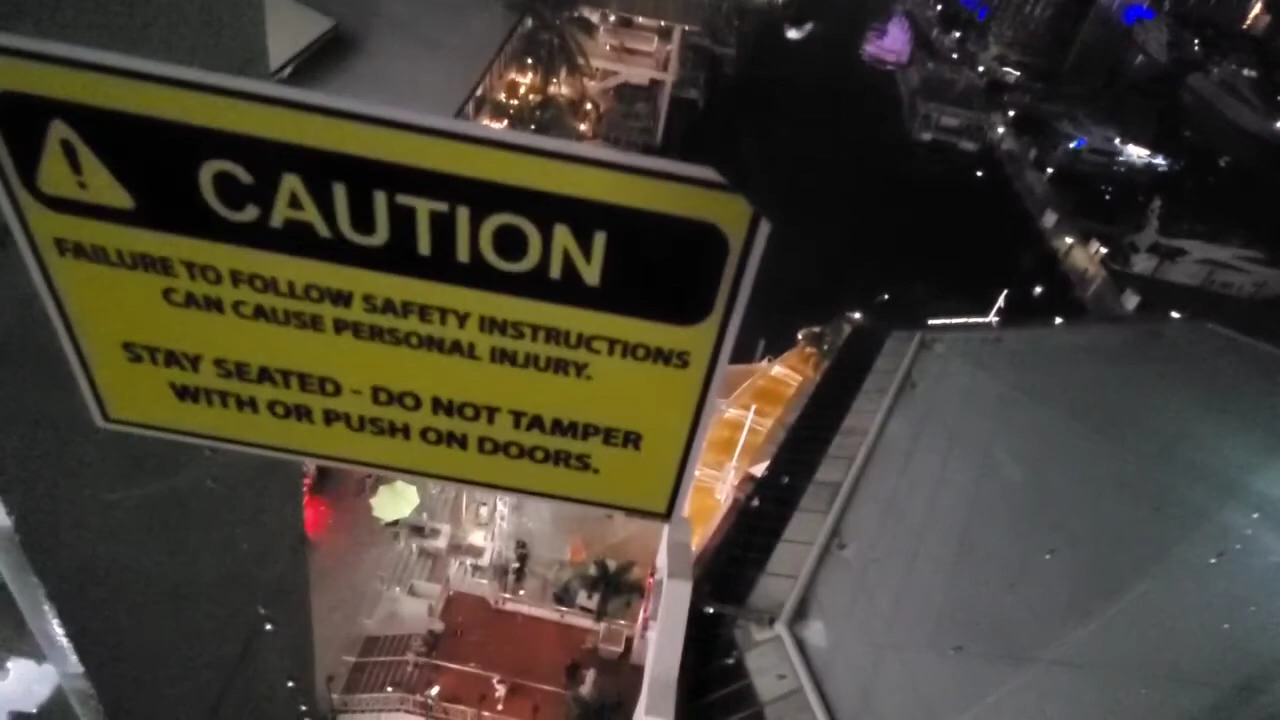 CAUTION
FAILURE TO FOLLOW SAFETY INSTRUCTIONS
CAN CAUSE PERSONAL INJURY.
STAY SEATED - DO NOT TAMPER
WITH OR PUSH ON DOORS.